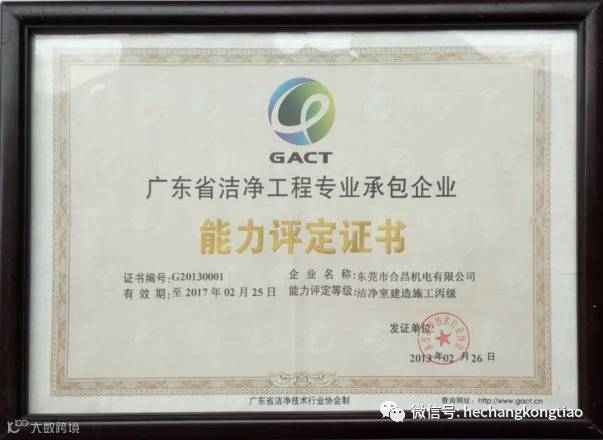 GACT
广东省洁净工程专业承包企业
能力评定证书
证书编号:G20130001
企业名称:东莞市合昌机电有限公司
有效期:至2017年02月25日
能力评定等级:洁净室建造施工丙级
发证单位:
2013年02月26日
广东省洁净技术行业协会制
查询网址:http://www.gact.cn
微信号: hechangkongtiao
大数跨境